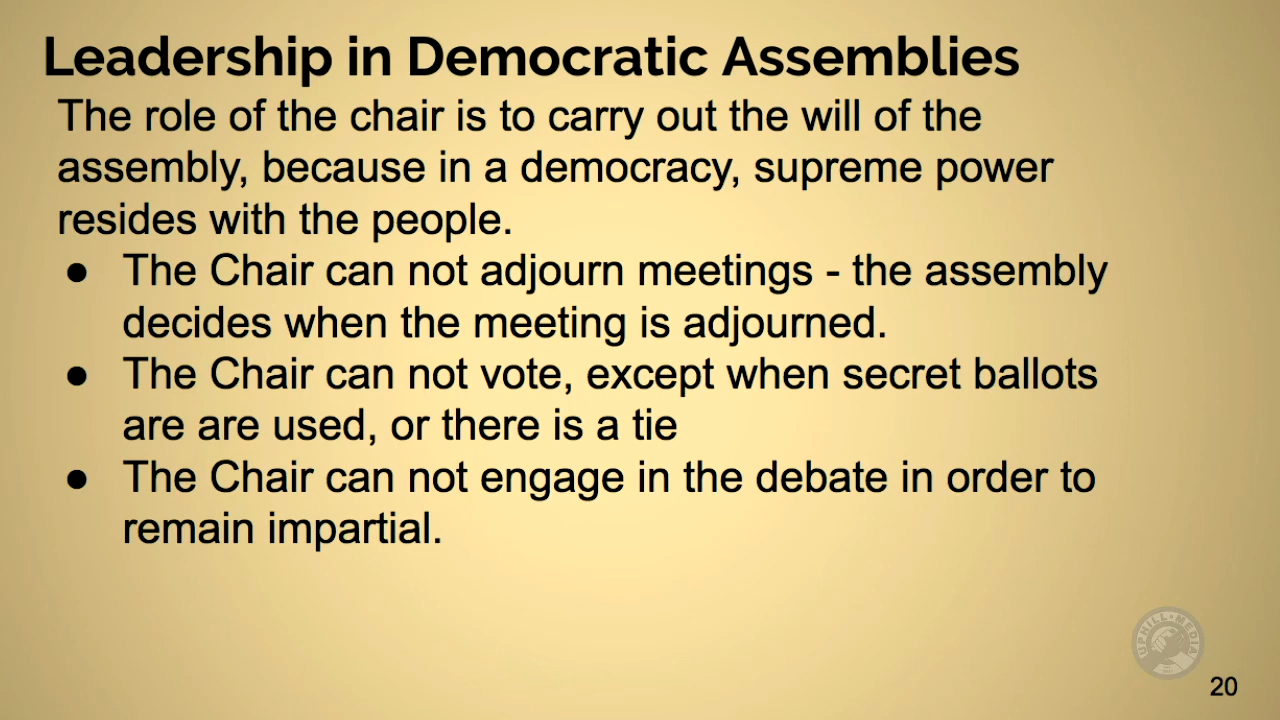 Leadership in Democratic Assemblies
The role of the chair is to carry out the will of the
assembly, because in a democracy, supreme power
resides with the people.
● The Chair can not adjourn meetings - the assembly
decides when the meeting is adjourned.
● The Chair can not vote, except when secret ballots
are are used, or there is a tie
● The Chair can not engage in the debate in order to
remain impartial.
UPHILL★MEDIA
20